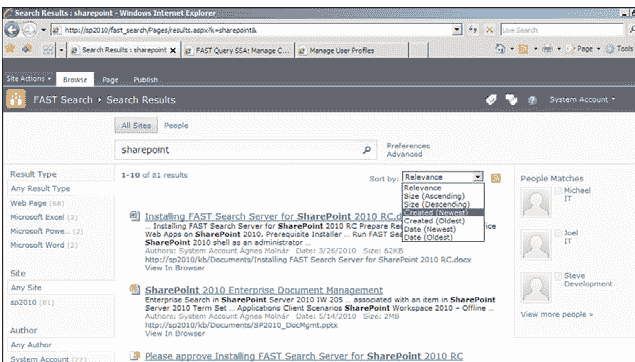 Search Results : sharepoint - Windows Internet Explorer
http://sp2010/fast_search/Pages/results.aspx?k=sharepoint&
Live Search
Search Results : sharepoint
FAST Query SSA: Manage C...
Manage User Profiles
Page
Tools
Site Actions
Browse
Page
Publish
FAST Search
Search Results
System Account
All Sites
People
sharepoint
Preferences
Advanced
Result Type
Any Result Type
Web Page (68)
Microsoft Excel (3)
Microsoft Powe... (2)
Microsoft Word (2)
Site
Any Site
sp2010 (81)
Author
Any Author
System Account (77)
1-10 of 81 results
Sort by:
Relevance
Relevance
Size (Ascending)
Size (Descending)
Created (Newest)
Created (Oldest)
Date (Newest)
Date (Oldest)
Installing FAST Search Server for SharePoint 2010 RC.d
... Installing FAST Search Server for SharePoint 2010 RC Prepare Re
Web Apps on SharePoint 2010. Prerequisite Installer ... Run FAST S
SharePoint 2010 shell as an administrator ...
Authors: System Account Agnes Molnár Date: 3/26/2010 Size: 62KB
http://sp2010/kb/Documents/Installing FAST Search Server for SharePoint 2010 RC.docx
View In Browser
SharePoint 2010 Enterprise Document Management
Enterprise Search in SharePoint Server 2010 IW 205 ... associated with an item in SharePoint
Server 2010 Term Set ... Applications Client Scenarios SharePoint Workspace 2010 – Offline ...
Authors: System Account Agnes Molnár Date: 5/14/2010 Size: 2MB
http://sp2010/kb/Documents/SP2010_DocMgmt.pptx
View In Browser
Please approve Installing FAST Search Server for SharePoint 2010 RC
People Matches
Michael
IT
Joel
IT
Steve
Development
View more people »